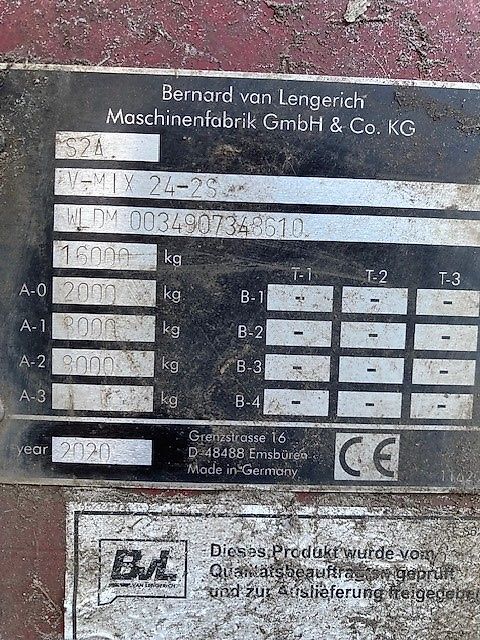 Bernard van Lengerich
Maschinenfabrik GmbH & Co. KG
S2A
V-MIX 24-2S
WLDM 0034907348610
16000 kg
T-1 T-2 T-3
A-0 2000 kg B-1 - - -
A-1 8000 kg B-2 - - -
A-2 8000 kg B-3 - - -
A-3 kg B-4 - - -
year 2020
Grenzstrasse 16
D-48488 Emsbüren
Made in Germany
CE
BvL
VAN LENGERICH
Dieses Produkt wurde vom
Qualitätsbeauftragten geprüft
und zur Auslieferung freigegeben